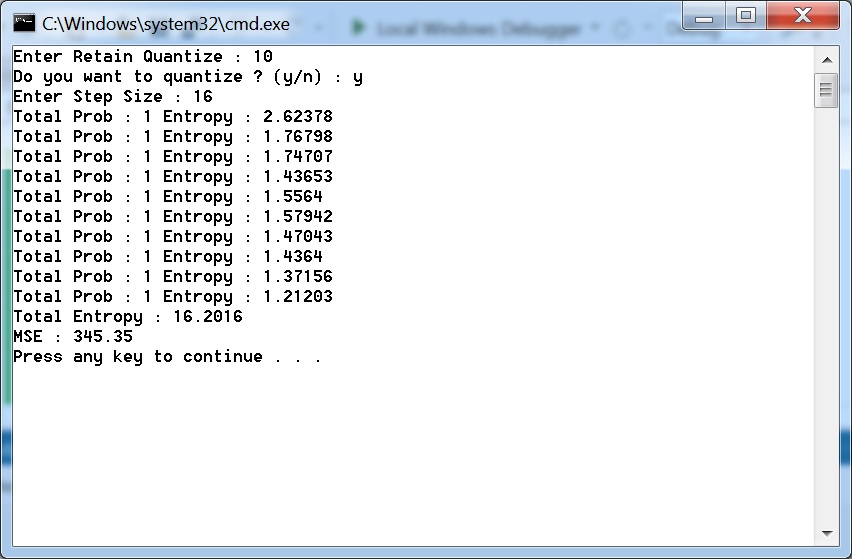 C:\Windows\system32\cmd.exe
Local Windows Debugger
Enter Retain Quantize : 10
Do you want to quantize ? (y/n) : y
Enter Step Size : 16
Total Prob : 1 Entropy : 2.62378
Total Prob : 1 Entropy : 1.76798
Total Prob : 1 Entropy : 1.74707
Total Prob : 1 Entropy : 1.43653
Total Prob : 1 Entropy : 1.5564
Total Prob : 1 Entropy : 1.57942
Total Prob : 1 Entropy : 1.47043
Total Prob : 1 Entropy : 1.4364
Total Prob : 1 Entropy : 1.37156
Total Prob : 1 Entropy : 1.21203
Total Entropy : 16.2016
MSE : 345.35
Press any key to continue . . .